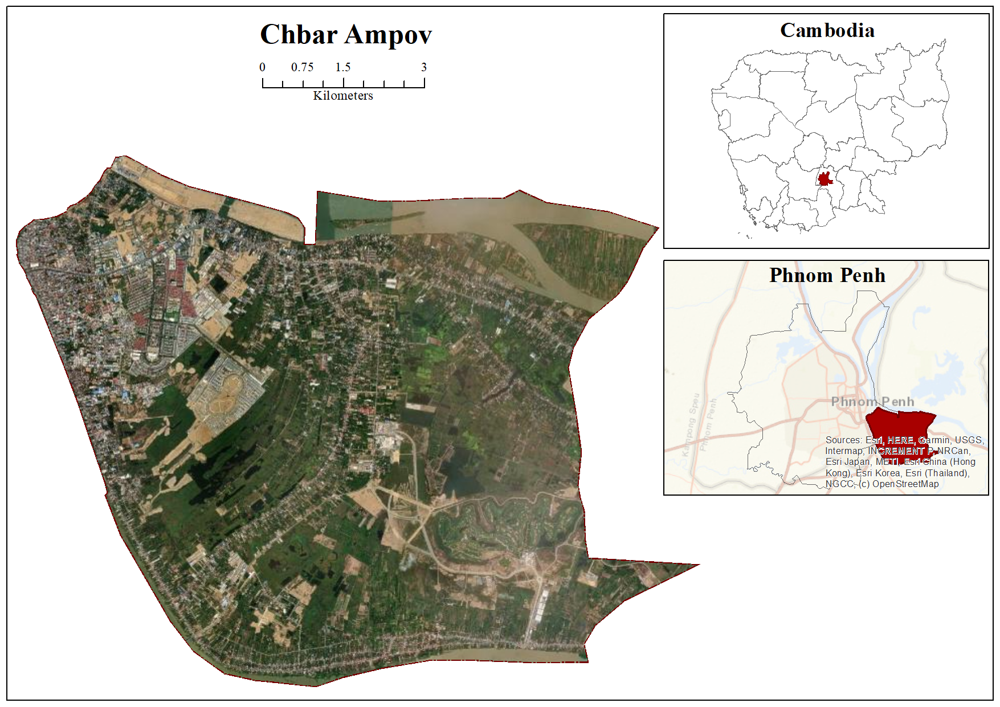 Chbar Ampov
0 0.75 1.5 3
Kilometers
Cambodia
Phnom Penh
Phnom Penh
Kampong Speu
Phnom Penh
Sources: Esri, HERE, Garmin, USGS,
Intermap, INCREMENT P, NRCan,
Esri Japan, METI, Esri China (Hong
Kong), Esri Korea, Esri (Thailand),
NGCC, (c) OpenStreetMap